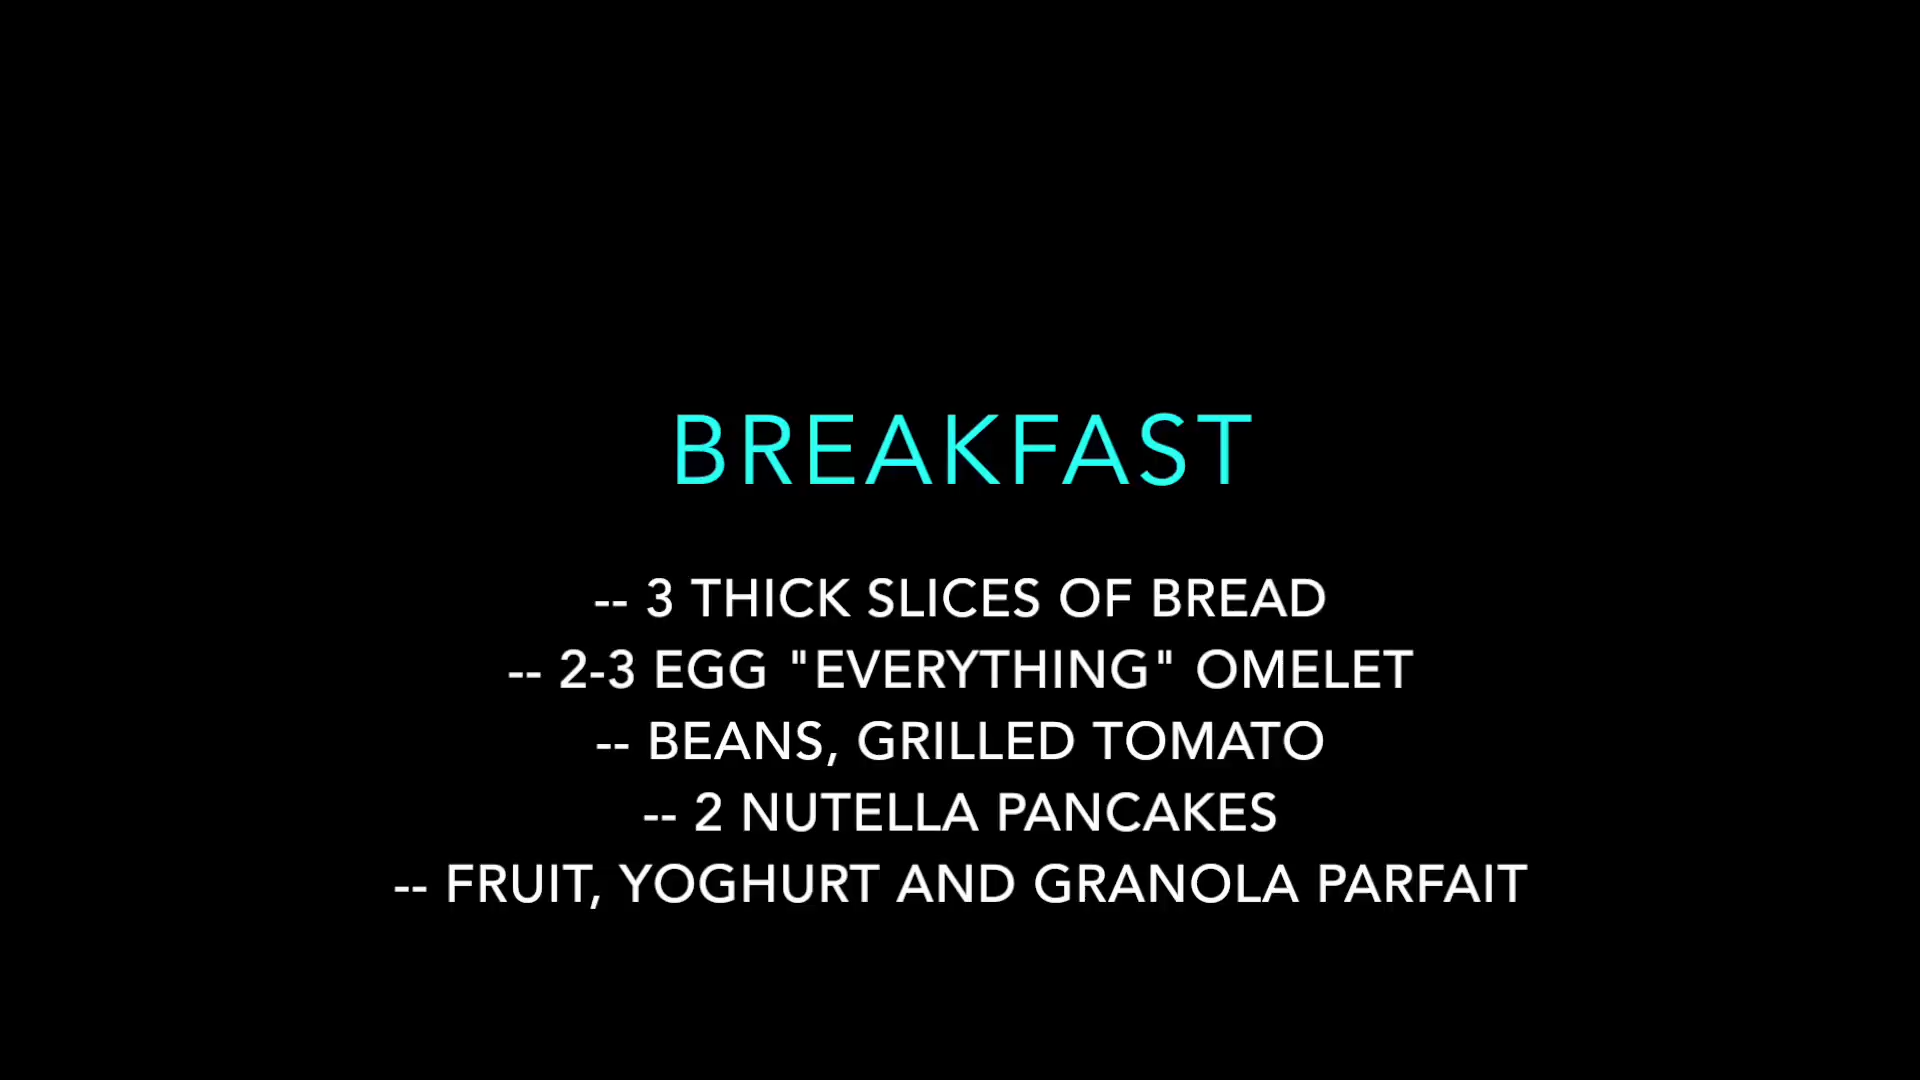 BREAKFAST
-- 3 THICK SLICES OF BREAD
-- 2-3 EGG "EVERYTHING" OMELET
-- BEANS, GRILLED TOMATO
-- 2 NUTELLA PANCAKES
-- FRUIT, YOGHURT AND GRANOLA PARFAIT